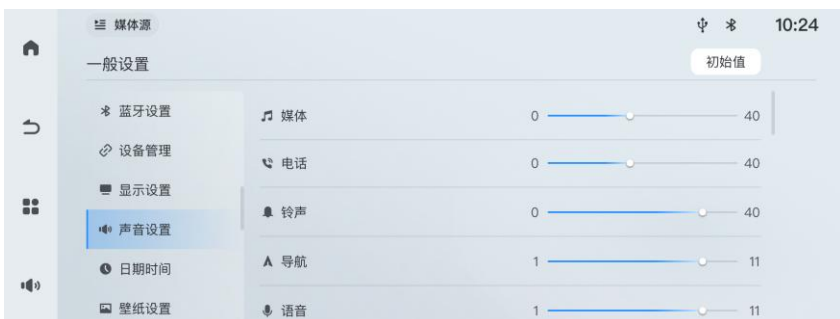 媒体源
10:24
一般设置
初始值
蓝牙设置
设备管理
显示设置
声音设置
日期时间
壁纸设置
媒体 0 40
电话 0 40
铃声 0 40
导航 1 11
语音 1 11